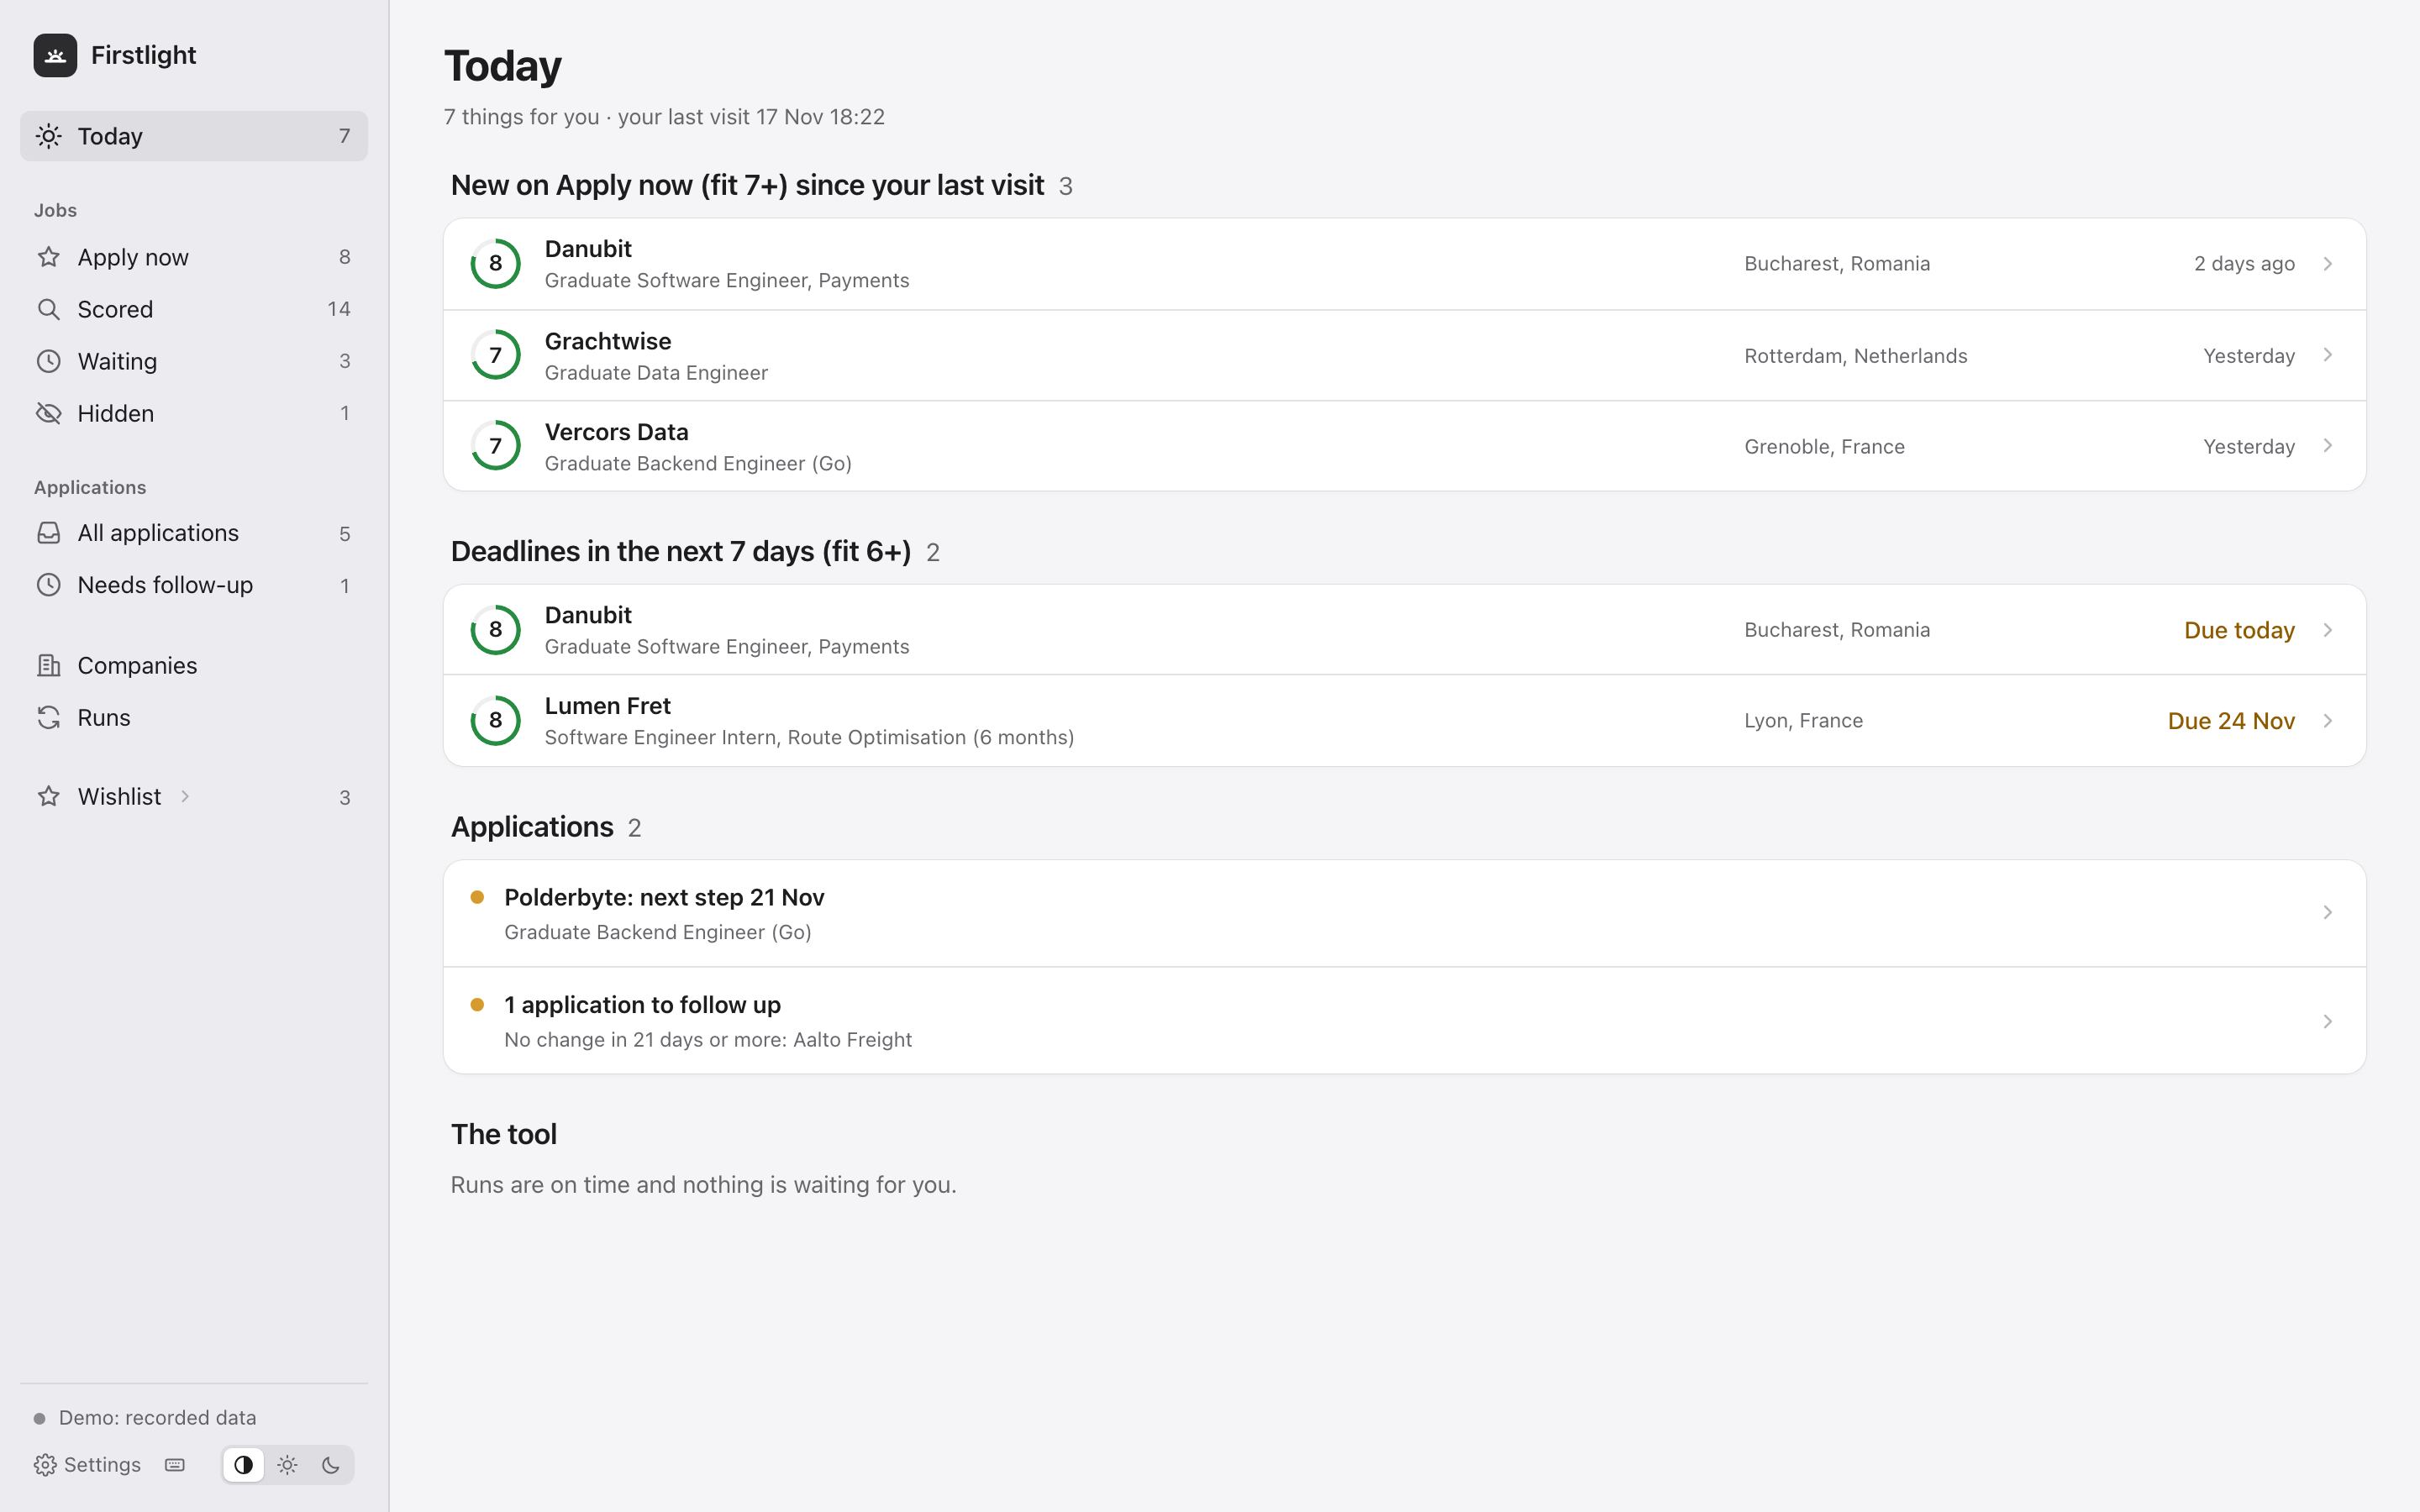 Firstlight
Today 7
Jobs
Apply now 8
Scored 14
Waiting 3
Hidden 1
Applications
All applications 5
Needs follow-up 1
Companies
Runs
Wishlist 3
Demo: recorded data
Settings
Today
7 things for you · your last visit 17 Nov 18:22
New on Apply now (fit 7+) since your last visit 3
8 Danubit
Graduate Software Engineer, Payments
Bucharest, Romania
2 days ago
7 Grachtwise
Graduate Data Engineer
Rotterdam, Netherlands
Yesterday
7 Vercors Data
Graduate Backend Engineer (Go)
Grenoble, France
Yesterday
Deadlines in the next 7 days (fit 6+) 2
8 Danubit
Graduate Software Engineer, Payments
Bucharest, Romania
Due today
8 Lumen Fret
Software Engineer Intern, Route Optimisation (6 months)
Lyon, France
Due 24 Nov
Applications 2
Polderbyte: next step 21 Nov
Graduate Backend Engineer (Go)
1 application to follow up
No change in 21 days or more: Aalto Freight
The tool
Runs are on time and nothing is waiting for you.